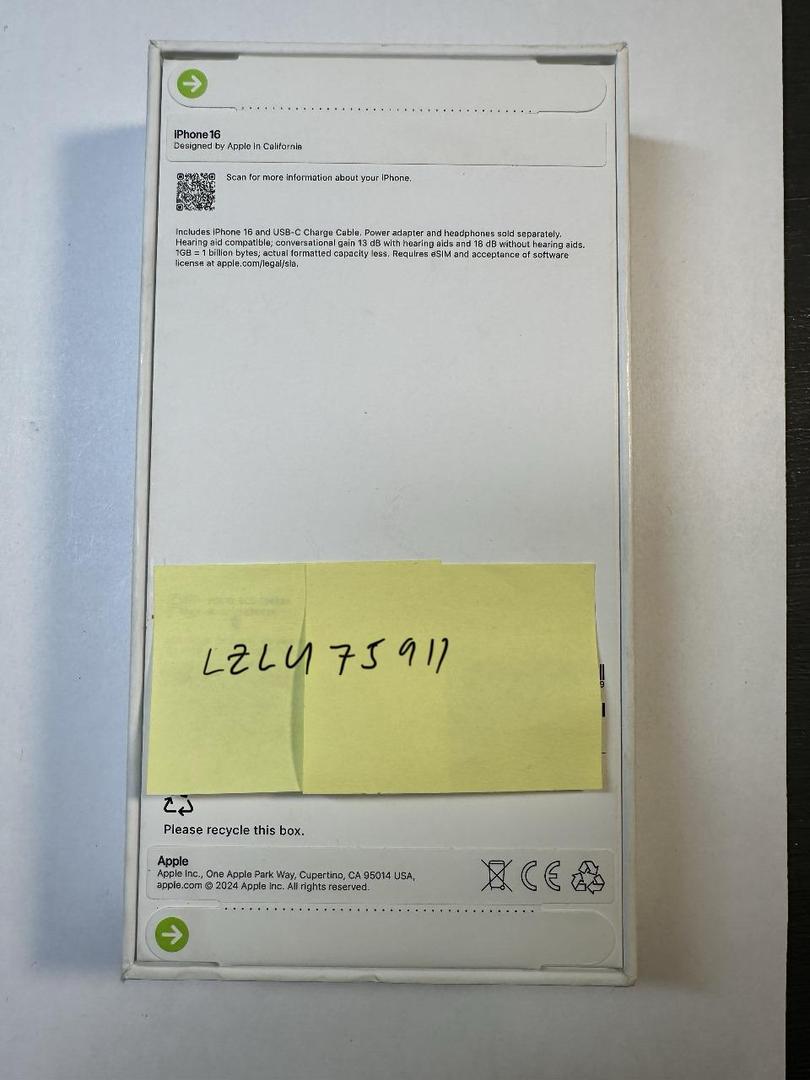 iPhone 16
Designed by Apple in California
Scan for more information about your iPhone.
Includes iPhone 16 and USB-C Charge Cable. Power adapter and headphones sold separately.
Hearing aid compatible; conversational gain 13 dB with hearing aids and 18 dB without hearing aids.
1GB = 1 billion bytes; actual formatted capacity less. Requires eSIM and acceptance of software
license at apple.com/legal/sla.
LZLU 75911
Please recycle this box.
Apple
Apple Inc., One Apple Park Way, Cupertino, CA 95014 USA,
apple.com © 2024 Apple Inc. All rights reserved.
CE